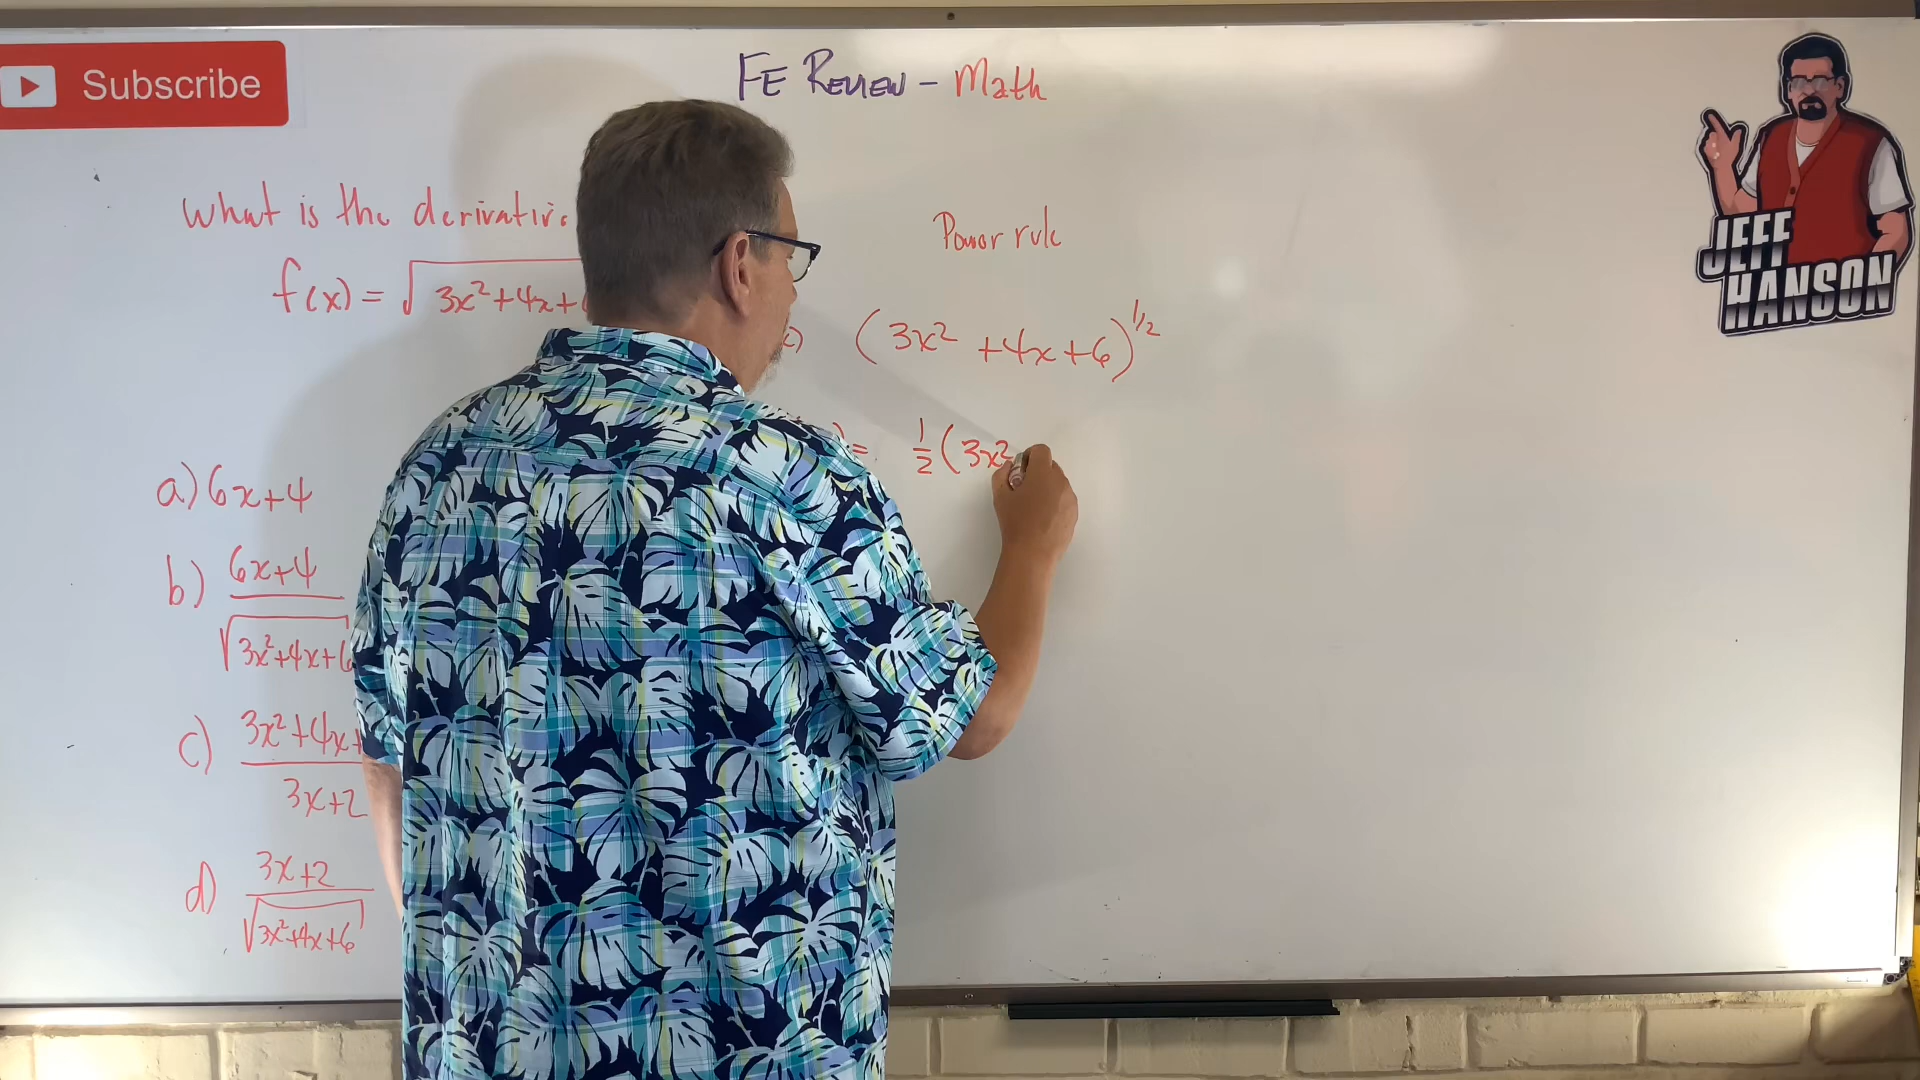 Subscribe
FE REVIEW - Math
JEFF
HANSON
What is the derivativ
f(x) = √3x²+4x+
Power rule
) (3x² +4x+6)^1/2
) = 1/2 (3x²
a) 6x+4
b) 6x+4
√3x²+4x+6
c) 3x²+4x+
3x+2
d) 3x+2
√3x²+4x+6